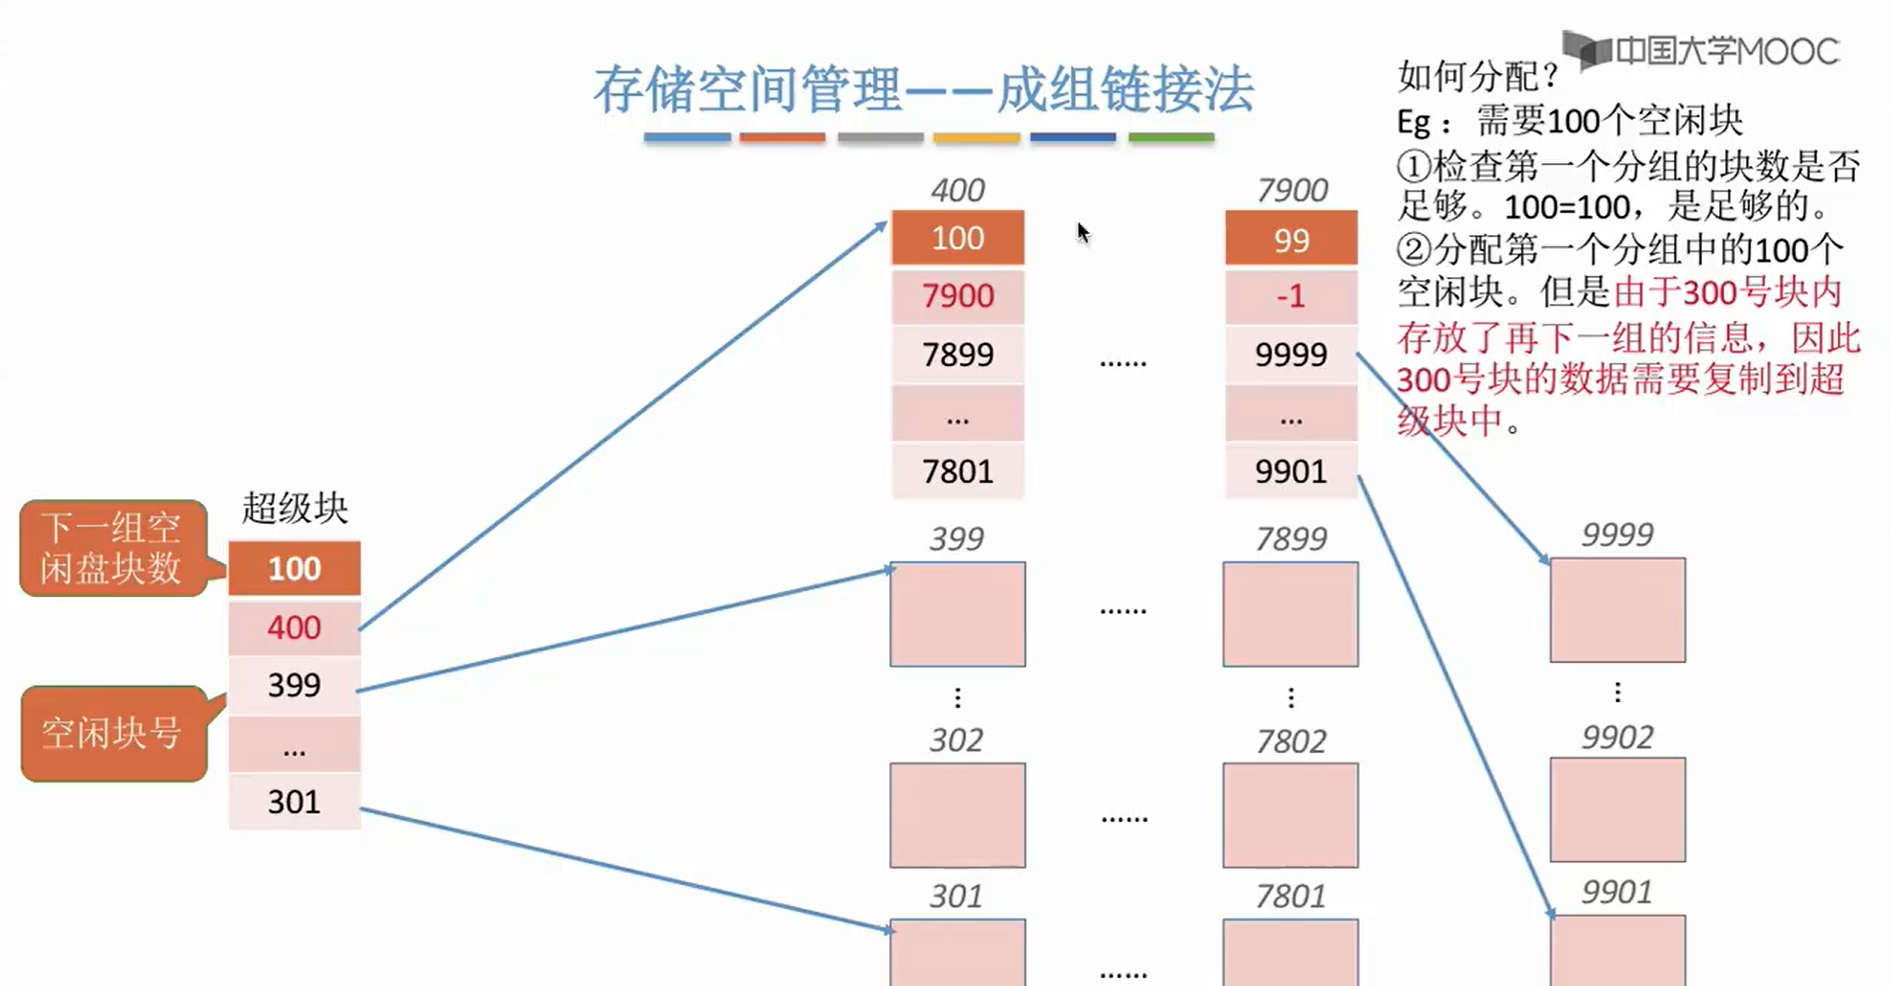 中国大学MOOC
存储空间管理——成组链接法
如何分配？
Eg：需要100个空闲块
①检查第一个分组的块数是否
足够。100=100，是足够的。
②分配第一个分组中的100个
空闲块。但是由于300号块内
存放了再下一组的信息，因此
300号块的数据需要复制到超
级块中。
下一组空
闲盘块数
空闲块号
超级块
100
400
399
...
301
400
100
7900
7899
...
7801
399
302
301
......
......
......
......
7900
99
-1
9999
...
9901
7899
7802
7801
9999
9902
9901